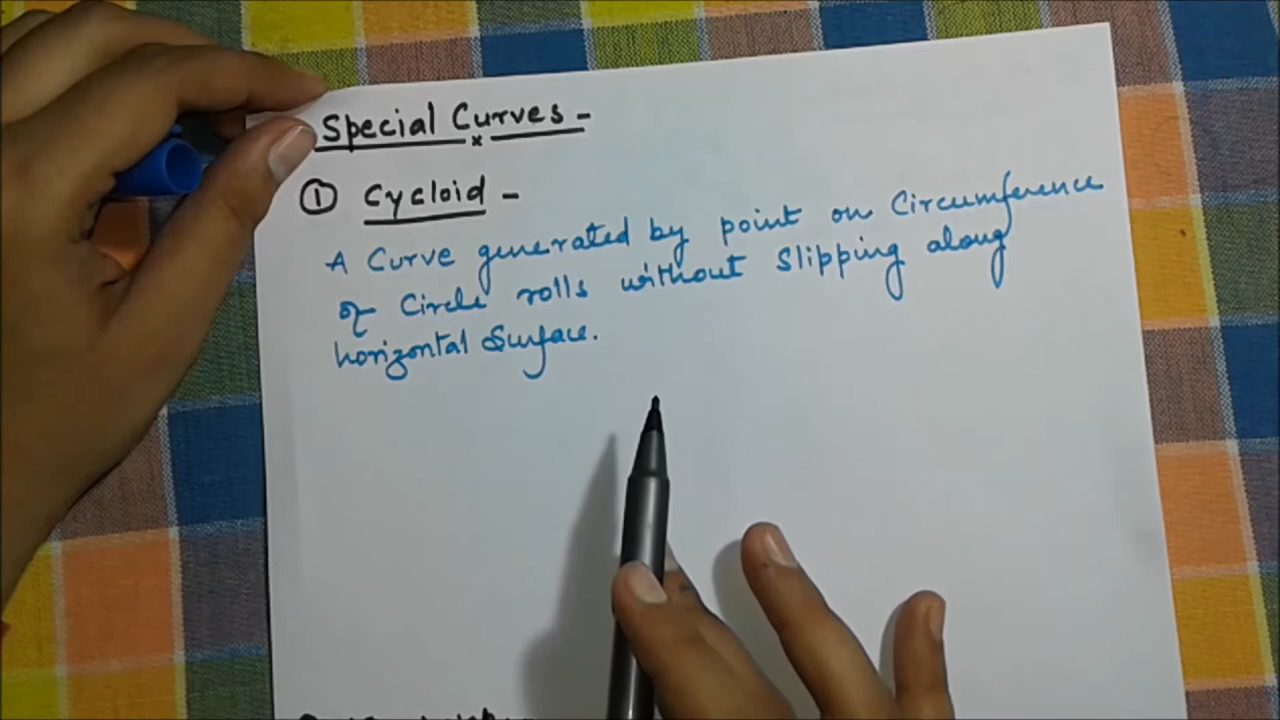 Special Curves -
① Cycloid -
A Curve generated by point on Circumference
of Circle rolls without Slipping along
horizontal Surface.